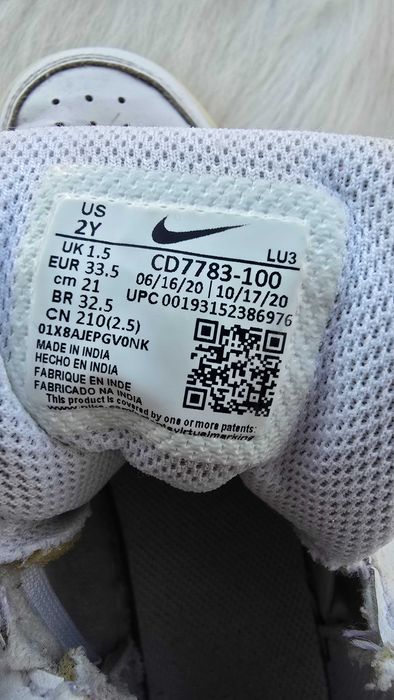 US
2Y
LU3
UK 1.5
CD7783-100
EUR 33.5
06/16/20 | 10/17/20
cm 21
UPC 00193152386976
BR 32.5
CN 210(2.5)
01X8AJEPGV0NK
MADE IN INDIA
HECHO EN INDIA
FABRIQUE EN INDE
FABRICADO NA INDIA
This product is covered by one or more patents: